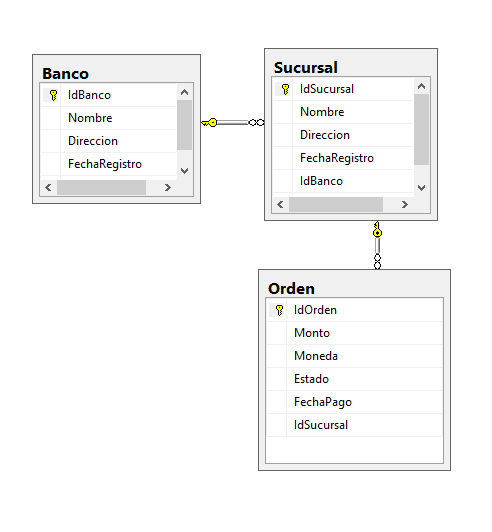 Banco
IdBanco
Nombre
Direccion
FechaRegistro
Sucursal
IdSucursal
Nombre
Direccion
FechaRegistro
IdBanco
Orden
IdOrden
Monto
Moneda
Estado
FechaPago
IdSucursal